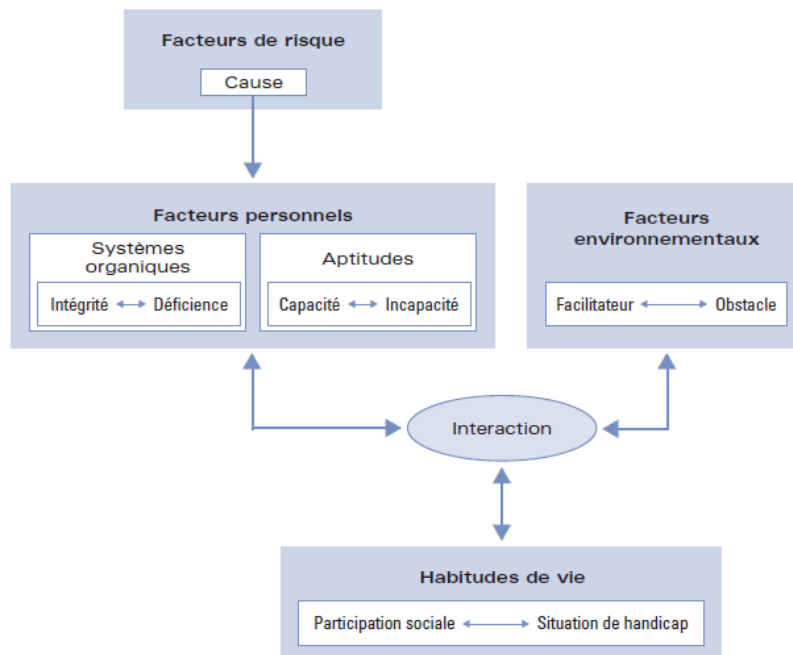 Facteurs de risque
Cause
Facteurs personnels
Systèmes
organiques
Intégrité
Déficience
Aptitudes
Capacité
Incapacité
Facteurs
environnementaux
Facilitateur
Obstacle
Interaction
Habitudes de vie
Participation sociale
Situation de handicap